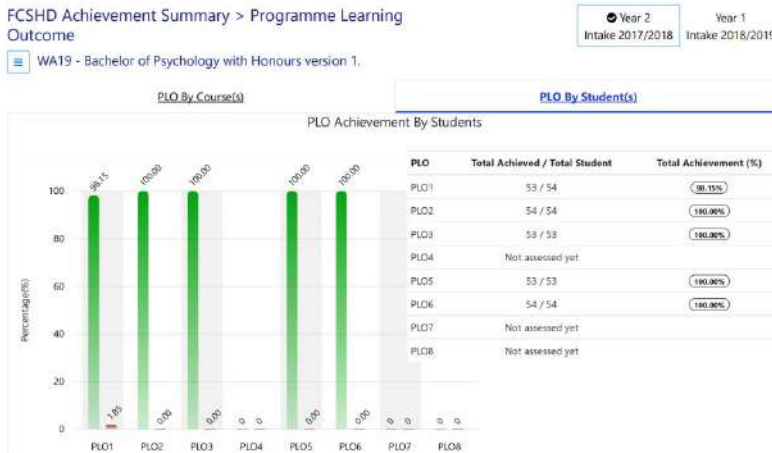 FCSHD Achievement Summary > Programme Learning
Outcome
Year 2
Intake 2017/2018
Year 1
Intake 2018/2019
WA19 - Bachelor of Psychology with Honours version 1.
PLO By Course(s)
PLO By Student(s)
PLO Achievement By Students
PLO Total Achieved / Total Student Total Achievement (%)
PLO1 53 / 54 98.15%
PLO2 54 / 54 100.00%
PLO3 53 / 53 100.00%
PLO4 Not assessed yet
PLO5 53 / 53 100.00%
PLO6 54 / 54 100.00%
PLO7 Not assessed yet
PLO8 Not assessed yet
Percentage(%)
100
80
60
40
20
0
98.15 100.00 100.00 100.00 100.00
1.85 0.00 0.00 0 0 0.00 0.00 0 0 0 0
PLO1 PLO2 PLO3 PLO4 PLO5 PLO6 PLO7 PLO8